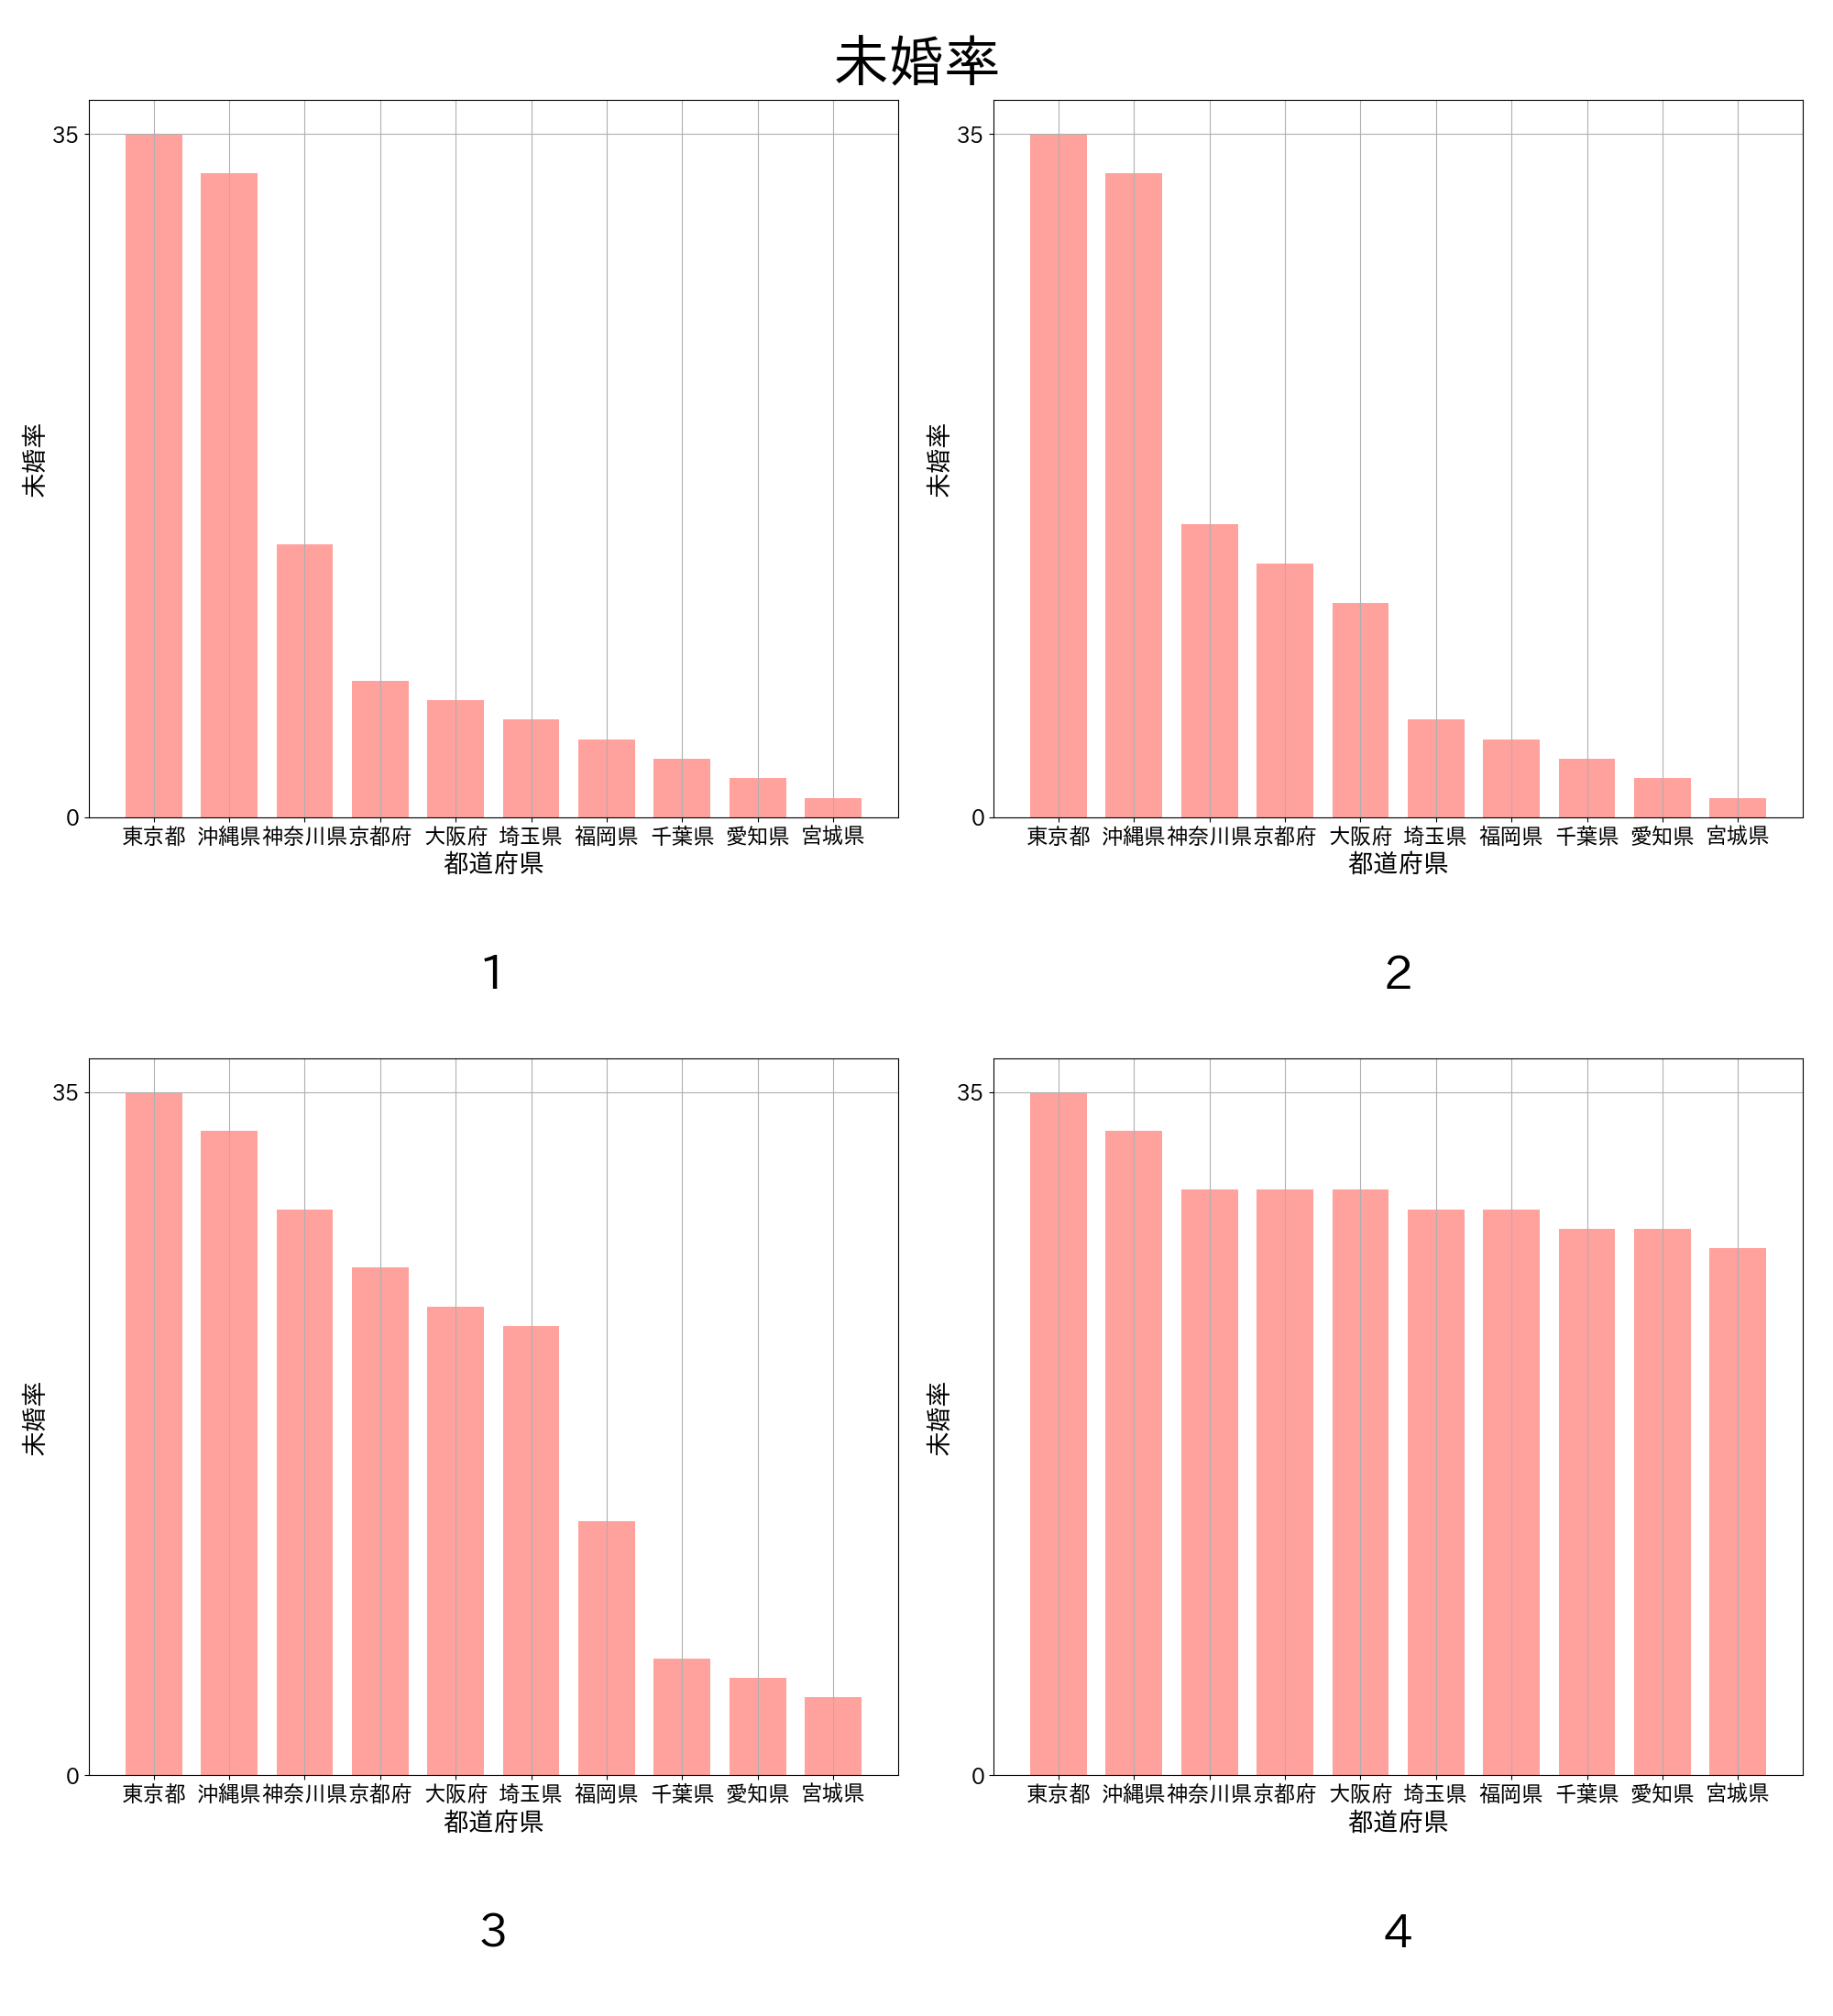 未婚率
35
0
未婚率
東京都 沖縄県 神奈川県 京都府 大阪府 埼玉県 福岡県 千葉県 愛知県 宮城県
都道府県
1
35
0
未婚率
東京都 沖縄県 神奈川県 京都府 大阪府 埼玉県 福岡県 千葉県 愛知県 宮城県
都道府県
2
35
0
未婚率
東京都 沖縄県 神奈川県 京都府 大阪府 埼玉県 福岡県 千葉県 愛知県 宮城県
都道府県
3
35
0
未婚率
東京都 沖縄県 神奈川県 京都府 大阪府 埼玉県 福岡県 千葉県 愛知県 宮城県
都道府県
4